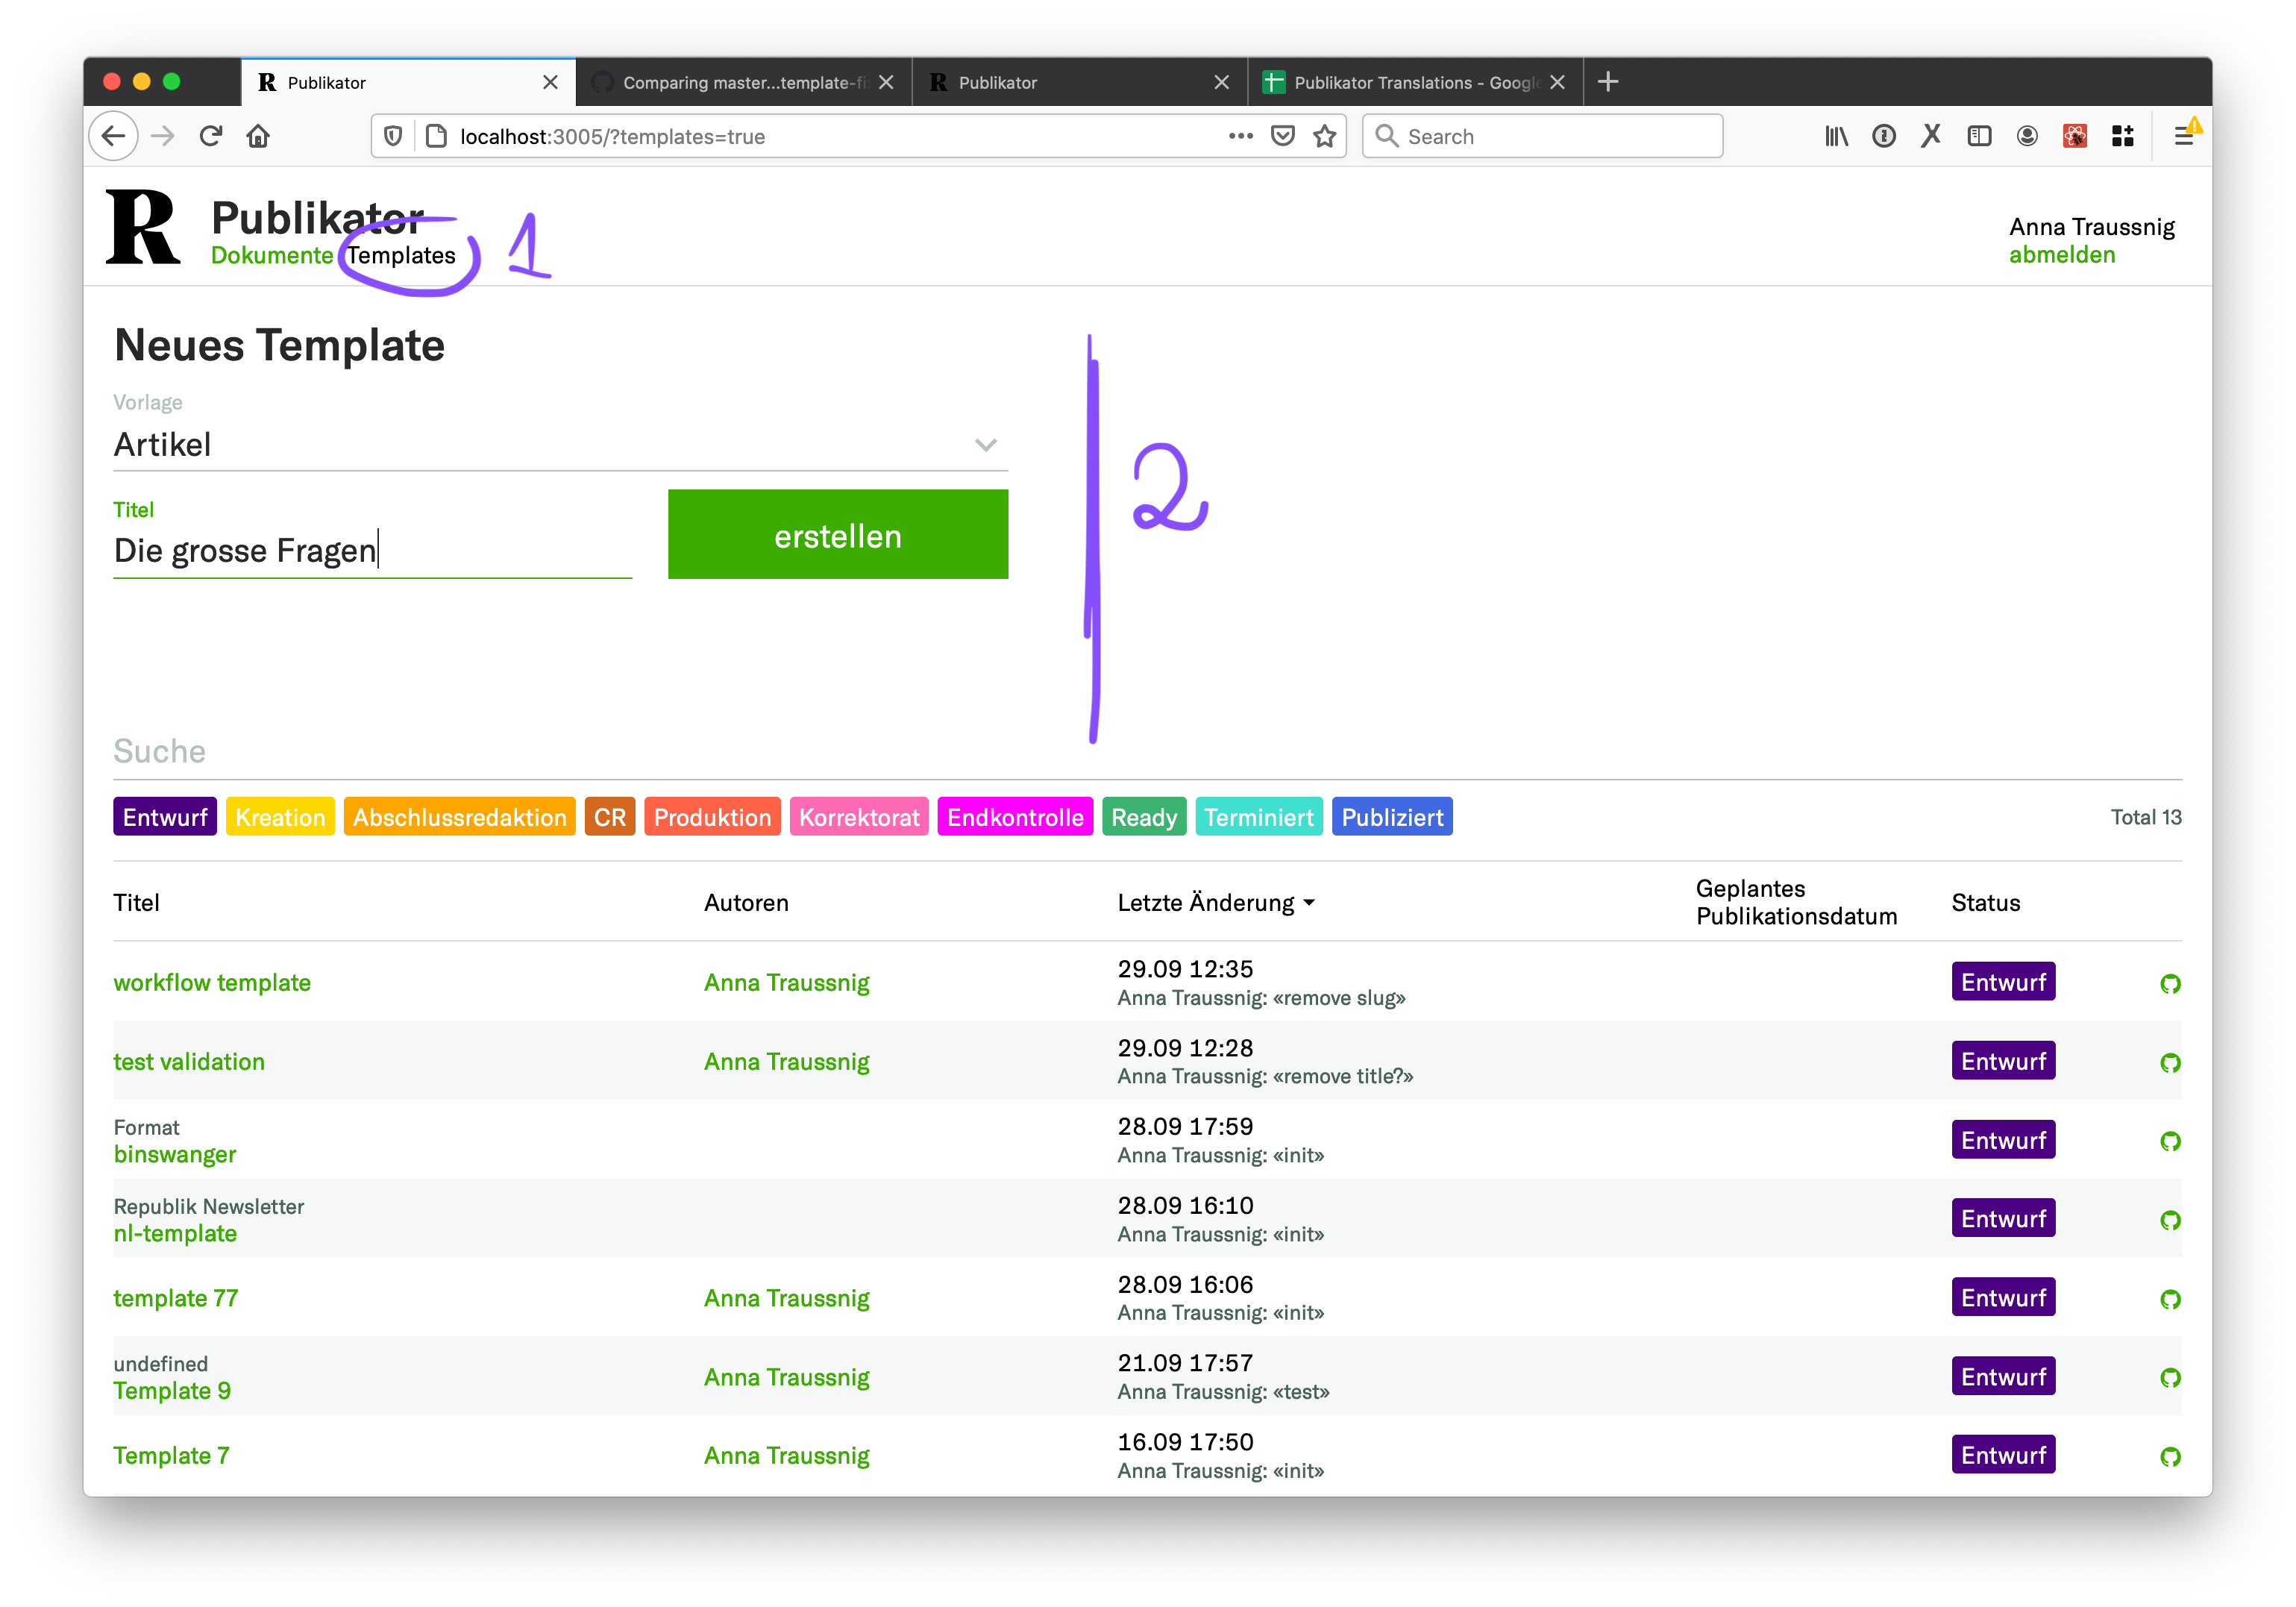 Publikator
Comparing master...template-fi
Publikator
Publikator Translations - Google
localhost:3005/?templates=true
Search
R Publikator
Dokumente Templates
1
Anna Traussnig
abmelden
Neues Template
Vorlage
Artikel
Titel
Die grosse Fragen
erstellen
2
Suche
Entwurf Kreation Abschlussredaktion CR Produktion Korrektorat Endkontrolle Ready Terminiert Publiziert Total 13
Titel Autoren Letzte Änderung Geplantes Publikationsdatum Status
workflow template Anna Traussnig 29.09 12:35 Entwurf
Anna Traussnig: «remove slug»
test validation Anna Traussnig 29.09 12:28 Entwurf
Anna Traussnig: «remove title?»
Format 28.09 17:59 Entwurf
binswanger Anna Traussnig: «init»
Republik Newsletter 28.09 16:10 Entwurf
nl-template Anna Traussnig: «init»
template 77 Anna Traussnig 28.09 16:06 Entwurf
Anna Traussnig: «init»
undefined 21.09 17:57
Template 9 Anna Traussnig Anna Traussnig: «test» Entwurf
Template 7 Anna Traussnig 16.09 17:50 Entwurf
Anna Traussnig: «init»